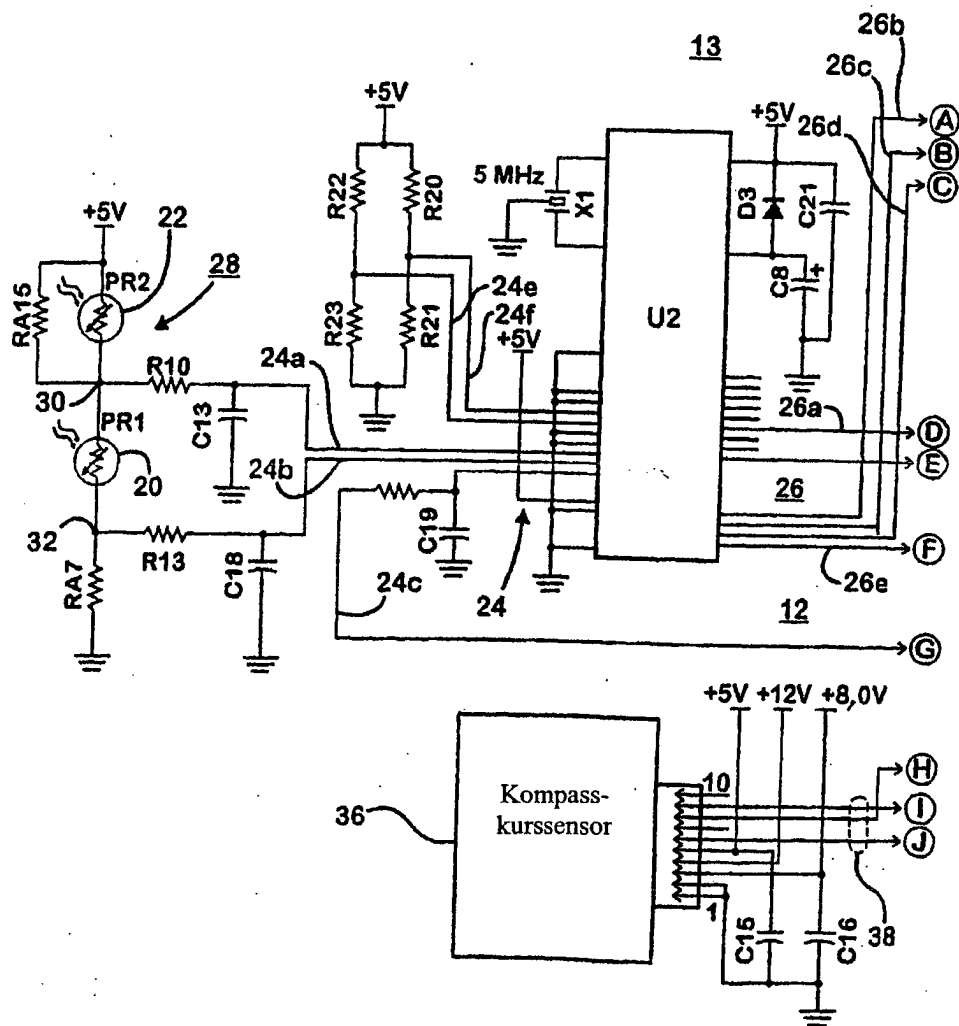 26b
13
26c
+5V
+5V
26d
A
B
C
5 MHz
X1
R22
R20
D3
C21
+5V
22
28
PR2
RA15
C8
+
24e
24f
U2
R23
R21
+5V
24a
R10
30
PR1
C13
26a
D
20
24b
E
26
32
C19
R13
C18
F
RA7
24c
24
26e
12
G
+5V
+12V
+8,0V
H
10
I
36
Kompass-
kurssensor
J
1
C15
C16
38